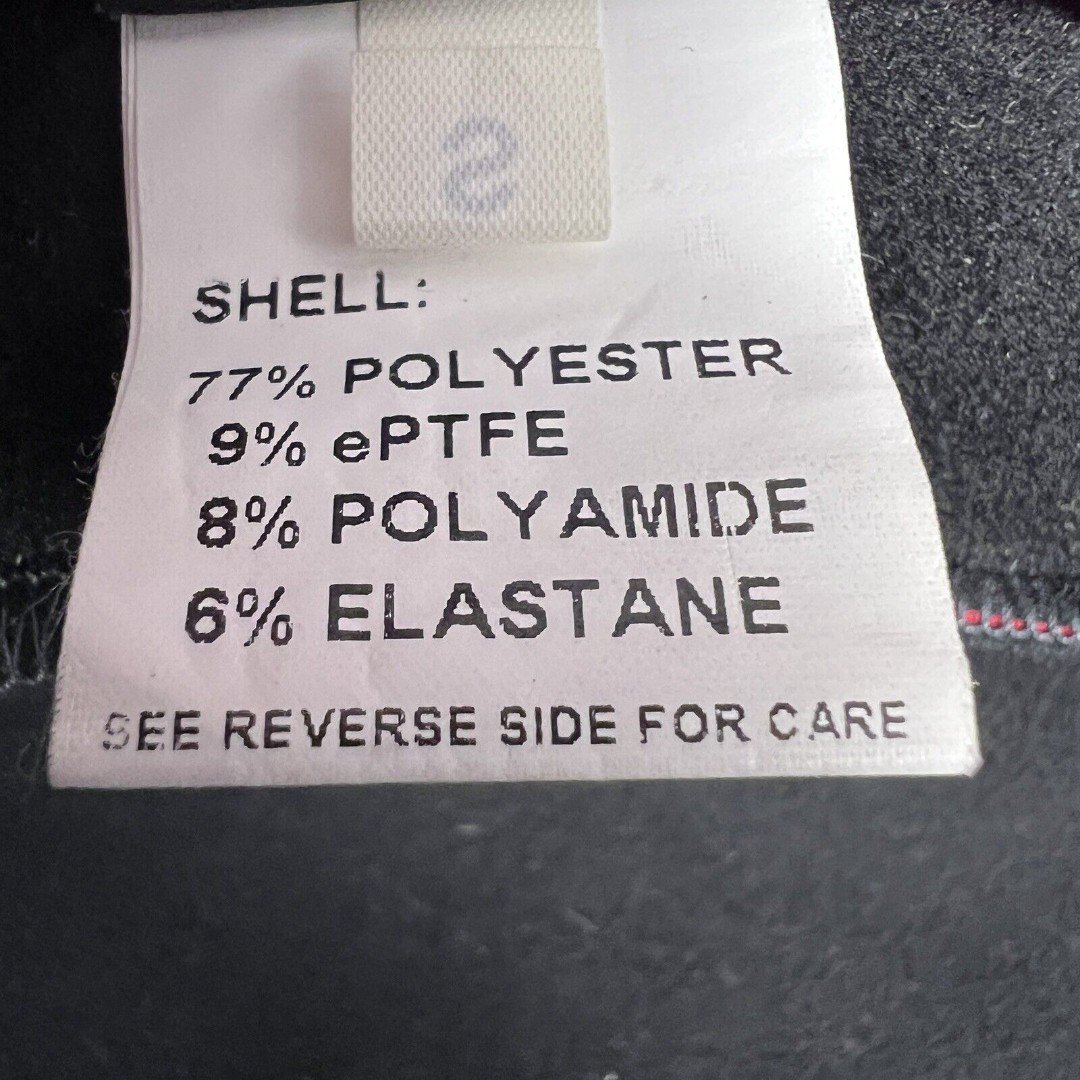 S
SHELL:
77% POLYESTER
9% ePTFE
8% POLYAMIDE
6% ELASTANE
SEE REVERSE SIDE FOR CARE